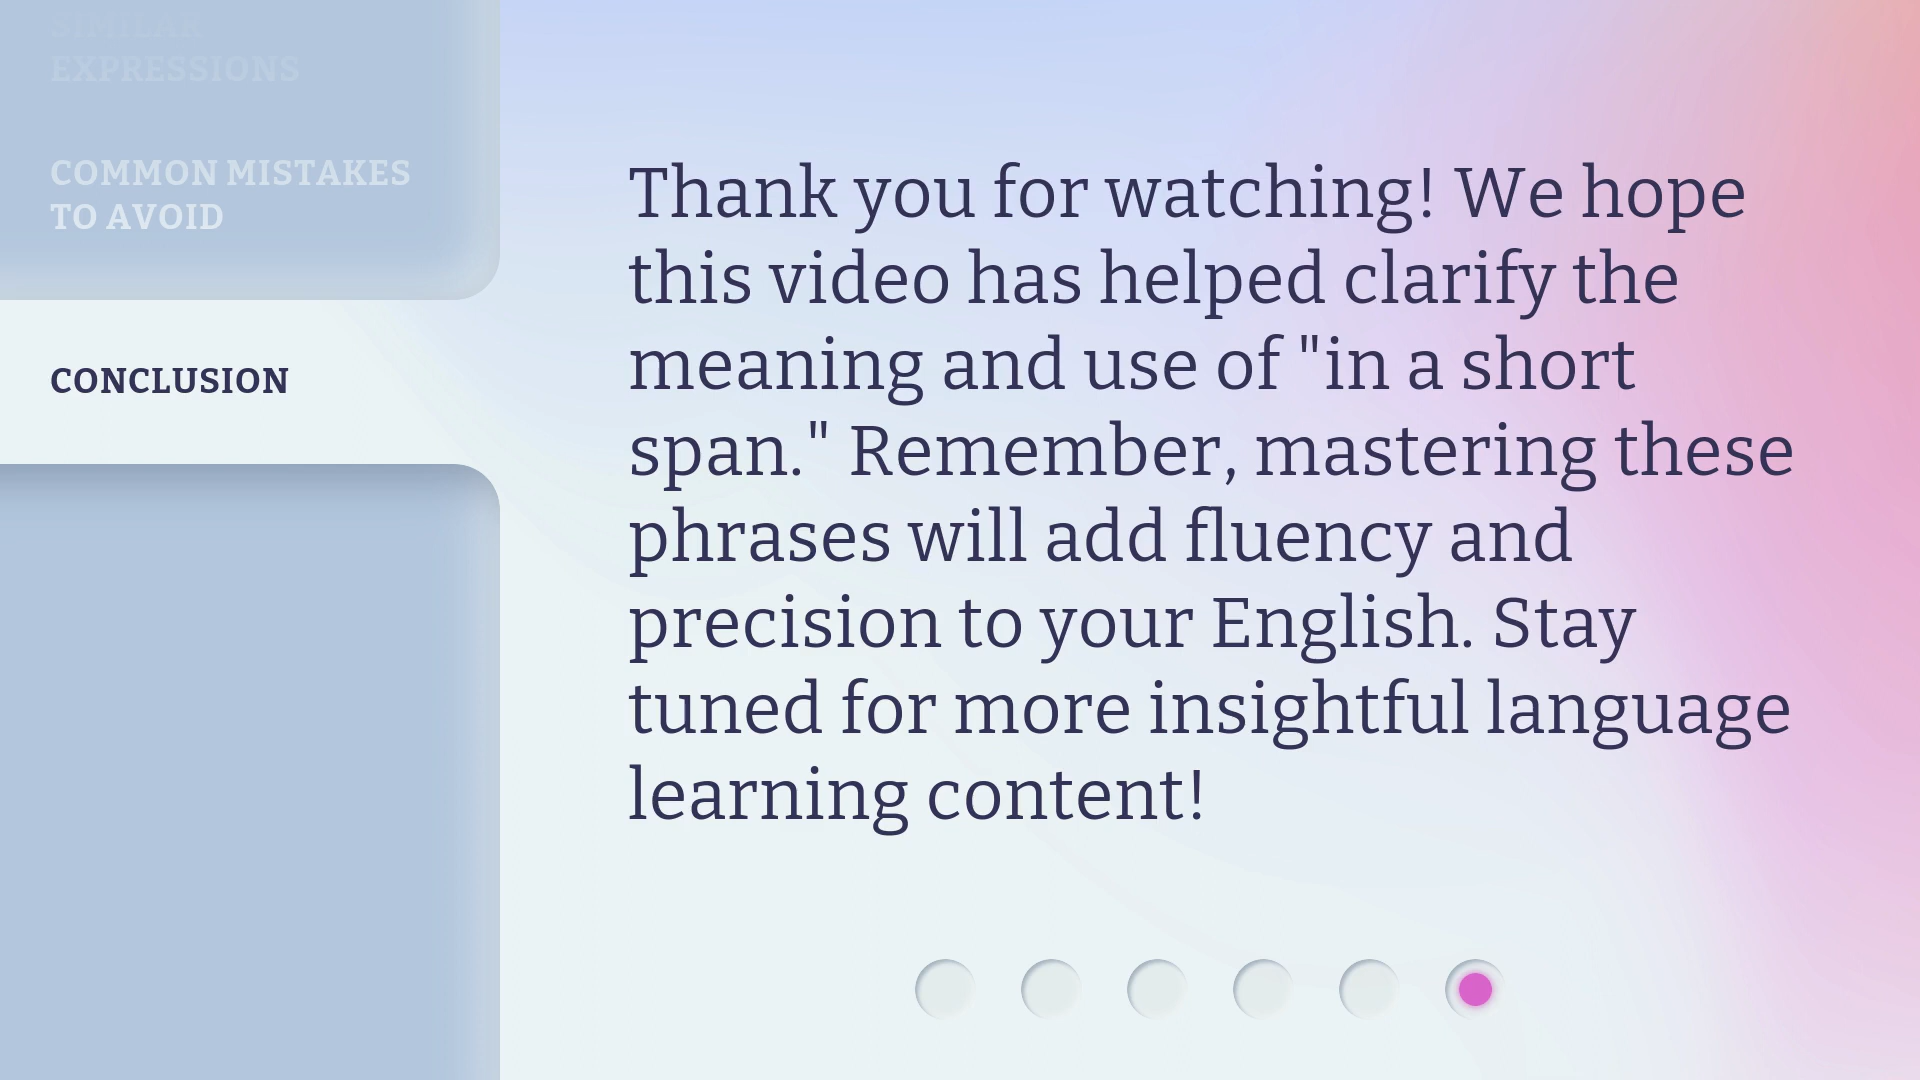 SIMILAR
EXPRESSIONS
COMMON MISTAKES
TO AVOID
CONCLUSION
Thank you for watching! We hope
this video has helped clarify the
meaning and use of "in a short
span." Remember, mastering these
phrases will add fluency and
precision to your English. Stay
tuned for more insightful language
learning content!